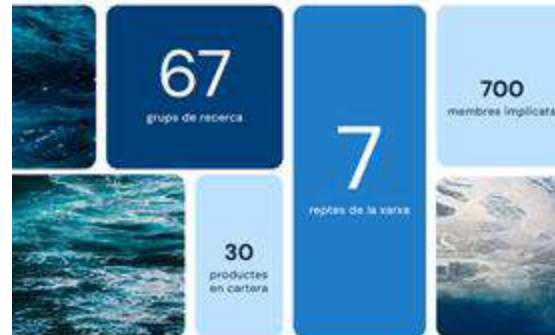 67
grups de recerca
7
reptes de la xarxa
700
membres implicats
30
productes
en cartera